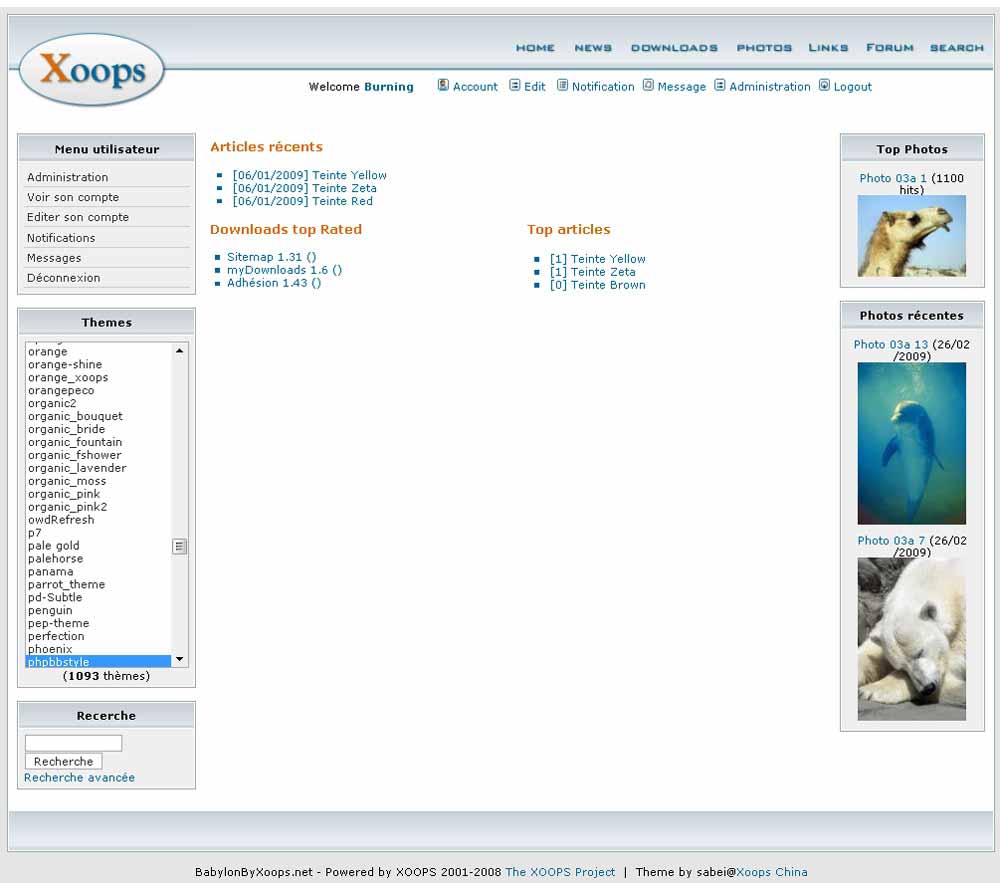 Xoops
HOME NEWS DOWNLOADS PHOTOS LINKS FORUM SEARCH
Welcome Burning Account Edit Notification Message Administration Logout
Menu utilisateur
Administration
Voir son compte
Editer son compte
Notifications
Messages
Déconnexion
Themes
orange
orange-shine
orange_xoops
orangepeco
organic2
organic_bouquet
organic_bride
organic_fountain
organic_fshower
organic_lavender
organic_moss
organic_pink
organic_pink2
owdRefresh
p7
pale gold
palehorse
panama
parrot_theme
pd-Subtle
penguin
pep-theme
perfection
phoenix
phpbbstyle
(1093 thèmes)
Recerche
Recherche
Recherche avancée
Articles récents
[06/01/2009] Teinte Yellow
[06/01/2009] Teinte Zeta
[06/01/2009] Teinte Red
Downloads top Rated
Sitemap 1.31 ()
myDownloads 1.6 ()
Adhésion 1.43 ()
Top articles
[1] Teinte Yellow
[1] Teinte Zeta
[0] Teinte Brown
Top Photos
Photo 03a 1 (1100
hits)
Photos récentes
Photo 03a 13 (26/02
/2009)
Photo 03a 7 (26/02
/2009)
BabylonByXoops.net - Powered by XOOPS 2001-2008 The XOOPS Project | Theme by sabei@Xoops China